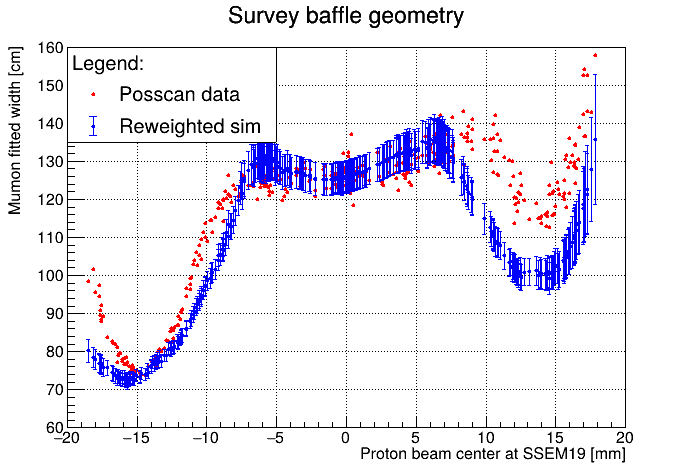 Survey baffle geometry
Mumon fitted width [cm]
160
150
140
130
120
110
100
90
80
70
60
Legend:
Posscan data
Reweighted sim
−20 −15 −10 −5 0 5 10 15 20
Proton beam center at SSEM19 [mm]